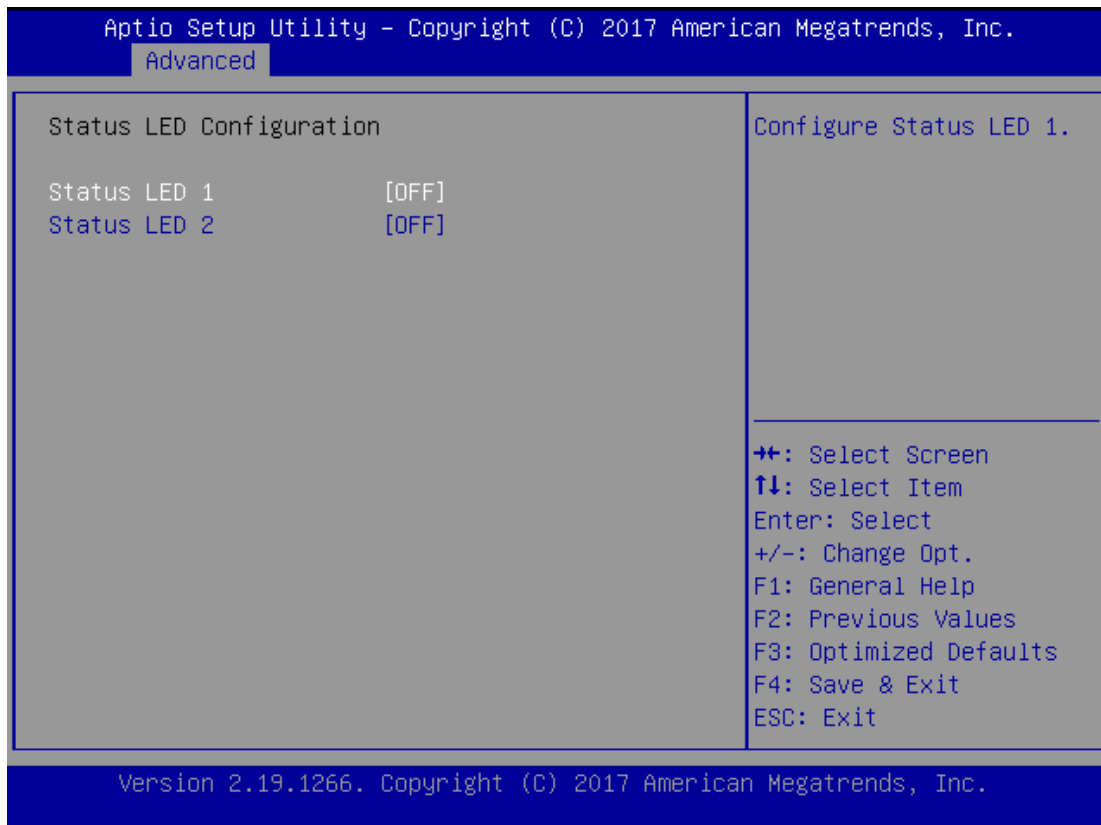 Aptio Setup Utility – Copyright (C) 2017 American Megatrends, Inc.
Advanced
Status LED Configuration
Status LED 1 [OFF]
Status LED 2 [OFF]
Configure Status LED 1.
→←: Select Screen
↑↓: Select Item
Enter: Select
+/-: Change Opt.
F1: General Help
F2: Previous Values
F3: Optimized Defaults
F4: Save & Exit
ESC: Exit
Version 2.19.1266. Copyright (C) 2017 American Megatrends, Inc.